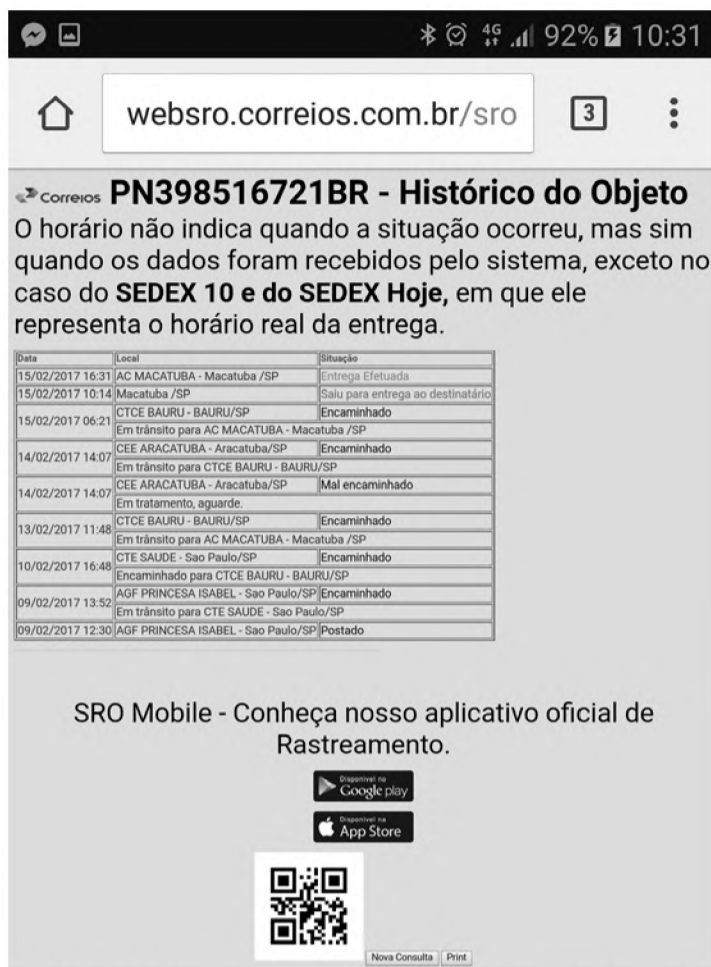 4G 92% 10:31
websro.correios.com.br/sro 3
Correios PN398516721BR - Histórico do Objeto
O horário não indica quando a situação ocorreu, mas sim
quando os dados foram recebidos pelo sistema, exceto no
caso do SEDEX 10 e do SEDEX Hoje, em que ele
representa o horário real da entrega.
Data Local Situação
15/02/2017 16:31 AC MACATUBA - Macatuba /SP Entrega Efetuada
15/02/2017 10:14 Macatuba /SP Saiu para entrega ao destinatário
15/02/2017 06:21 CTCE BAURU - BAURU/SP Encaminhado
Em trânsito para AC MACATUBA - Macatuba /SP
14/02/2017 14:07 CEE ARACATUBA - Aracatuba/SP Encaminhado
Em trânsito para CTCE BAURU - BAURU/SP
14/02/2017 14:07 CEE ARACATUBA - Aracatuba/SP Mal encaminhado
Em tratamento, aguarde.
13/02/2017 11:48 CTCE BAURU - BAURU/SP Encaminhado
Em trânsito para AC MACATUBA - Macatuba /SP
10/02/2017 16:48 CTE SAUDE - Sao Paulo/SP Encaminhado
Encaminhado para CTCE BAURU - BAURU/SP
09/02/2017 13:52 AGF PRINCESA ISABEL - Sao Paulo/SP Encaminhado
Em trânsito para CTE SAUDE - Sao Paulo/SP
09/02/2017 12:30 AGF PRINCESA ISABEL - Sao Paulo/SP Postado
SRO Mobile - Conheça nosso aplicativo oficial de
Rastreamento.
Disponível na
Google play
Disponível na
App Store
Nova Consulta Print